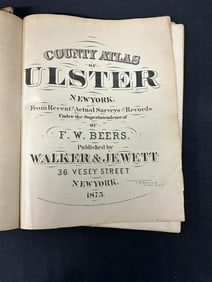 COUNTY ATLAS
OF
ULSTER
NEW YORK.
From Recent & Actual Surveys & Records
Under the Superintendence of
BY
F. W. BEERS.
Published by
WALKER & JEWETT
36 VESEY STREET
NEW YORK.
1875.